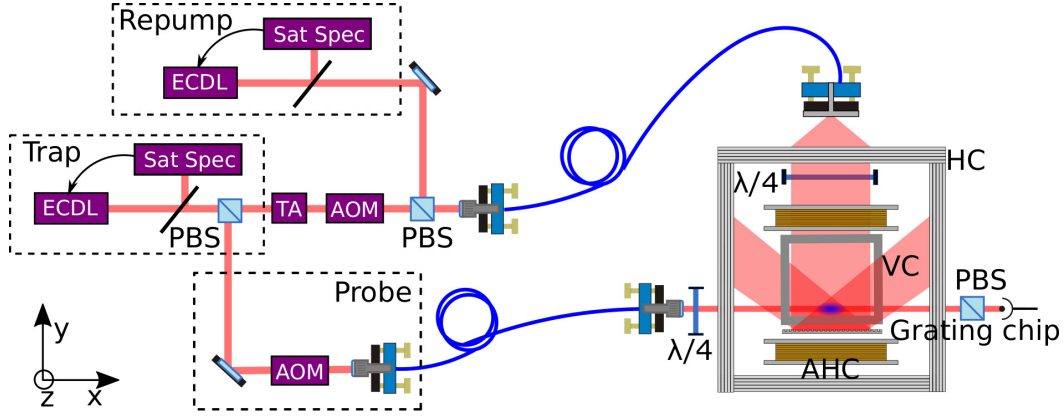 Repump
Sat Spec
ECDL
Trap
Sat Spec
ECDL
PBS
TA
AOM
PBS
Probe
AOM
λ/4
HC
λ/4
VC
PBS
Grating chip
AHC
y
z
x